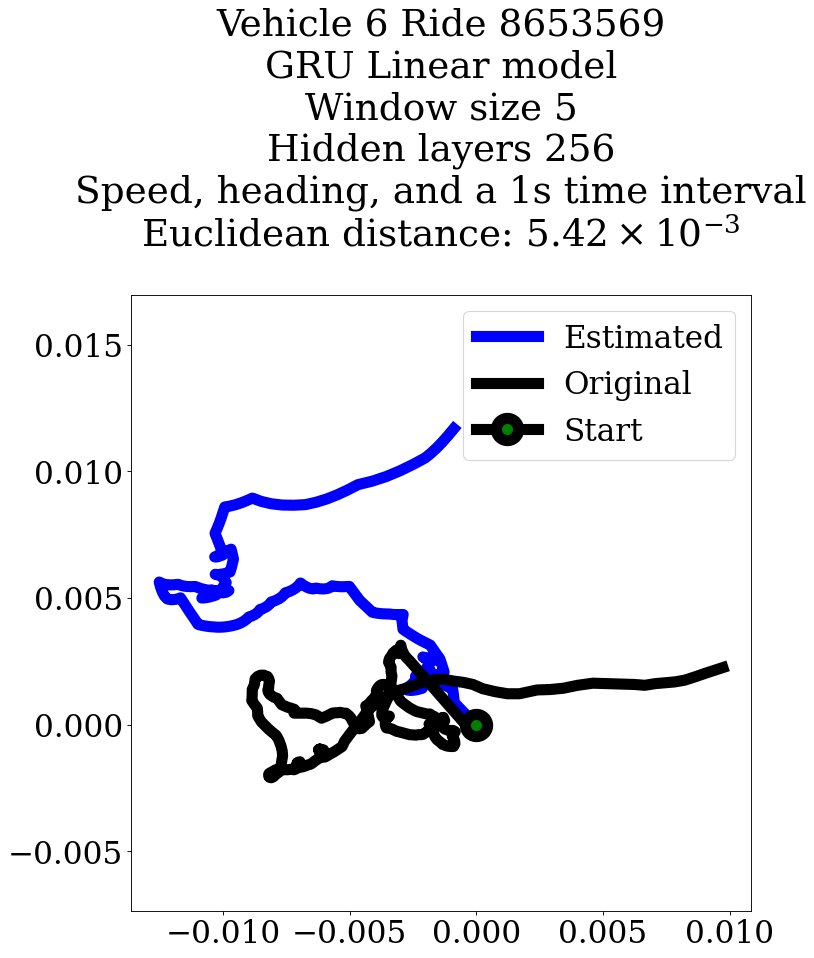 Vehicle 6 Ride 8653569
GRU Linear model
Window size 5
Hidden layers 256
Speed, heading, and a 1s time interval
Euclidean distance: 5.42 × 10⁻³
Estimated
Original
Start
0.015
0.010
0.005
0.000
−0.005
−0.010 −0.005 0.000 0.005 0.010